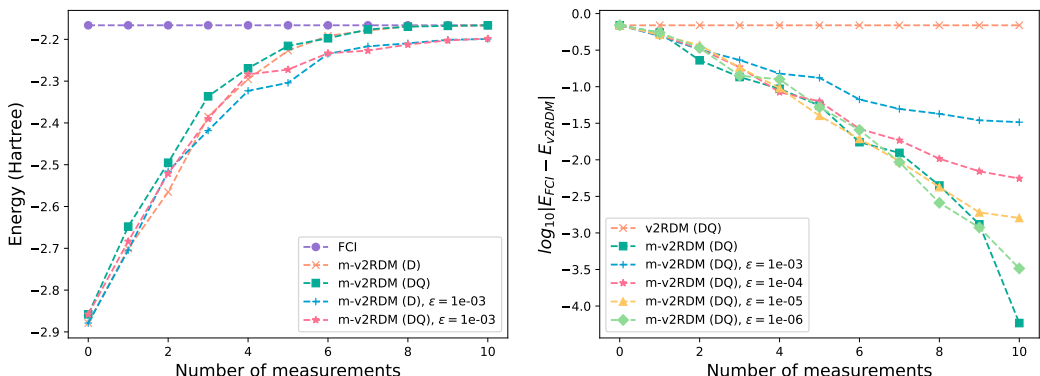 −2.2
−2.3
−2.4
−2.5
−2.6
−2.7
−2.8
−2.9
Energy (Hartree)
0 2 4 6 8 10
Number of measurements
FCI
m-v2RDM (D)
m-v2RDM (DQ)
m-v2RDM (D), ε = 1e-03
m-v2RDM (DQ), ε = 1e-03
0.0
−0.5
−1.0
−1.5
−2.0
−2.5
−3.0
−3.5
−4.0
log₁₀|E_FCI − E_v2RDM|
0 2 4 6 8 10
Number of measurements
v2RDM (DQ)
m-v2RDM (DQ)
m-v2RDM (DQ), ε = 1e-03
m-v2RDM (DQ), ε = 1e-04
m-v2RDM (DQ), ε = 1e-05
m-v2RDM (DQ), ε = 1e-06